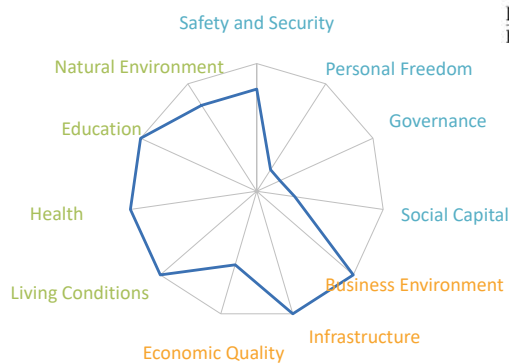 Safety and Security
Personal Freedom
Governance
Social Capital
Business Environment
Infrastructure
Economic Quality
Living Conditions
Health
Education
Natural Environment